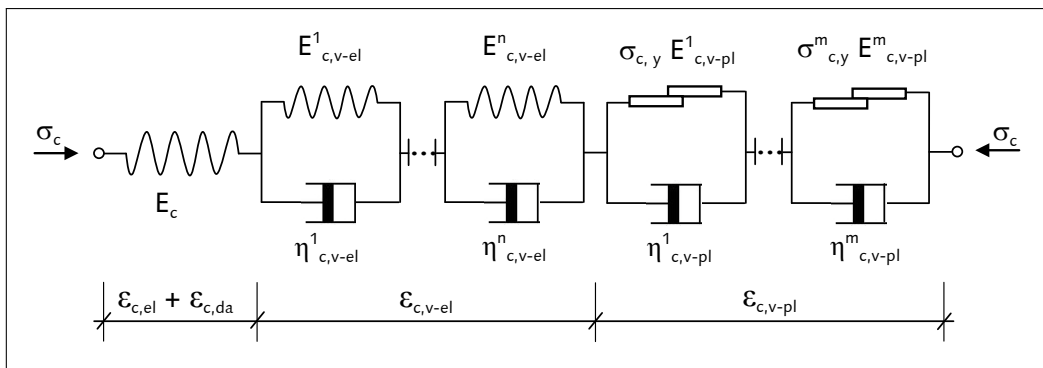 E¹c,v-el Eⁿc,v-el σc, y E¹c,v-pl σᵐc,y Eᵐc,v-pl
σc σc
Ec
η¹c,v-el ηⁿc,v-el η¹c,v-pl ηᵐc,v-pl
εc,el + εc,da εc,v-el εc,v-pl